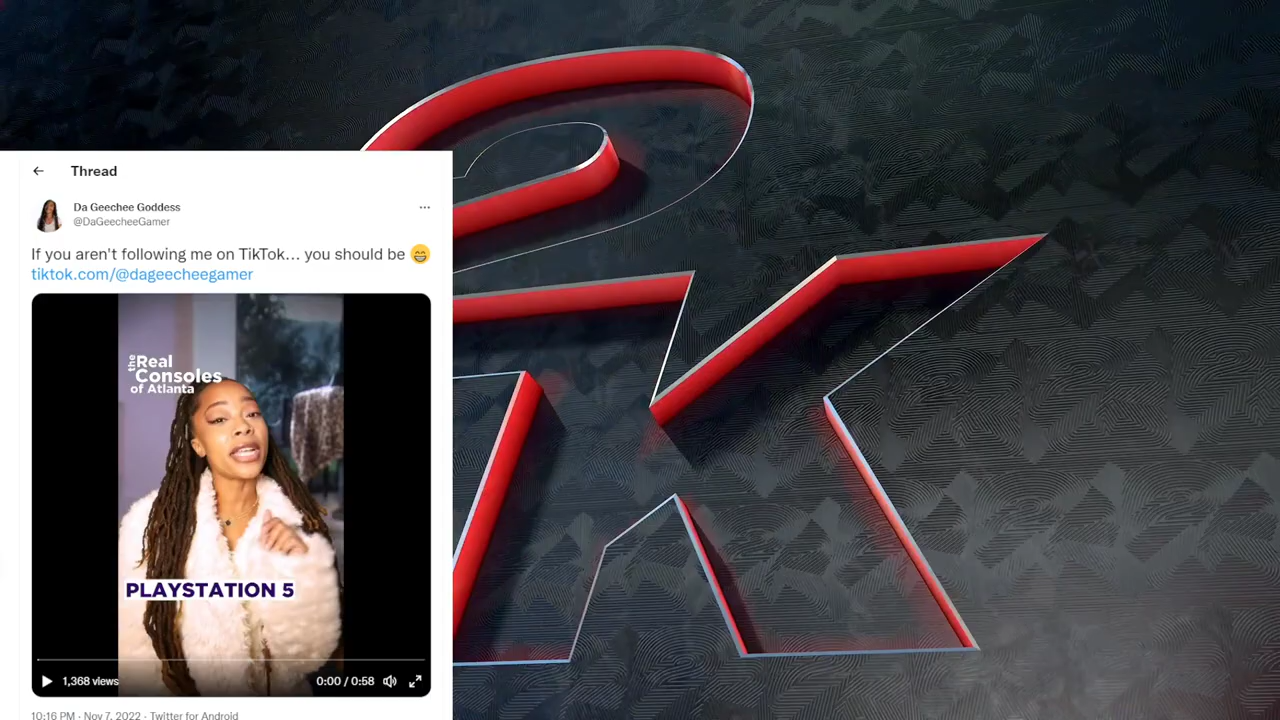 2K
Thread
Da Geechee Goddess
@DaGeecheeGamer
If you aren't following me on TikTok... you should be 😁
tiktok.com/@dageecheegamer
the Real
Consoles
of Atlanta
PLAYSTATION 5
1,368 views
0:00 / 0:58
10:16 PM · Nov 7, 2022 · Twitter for Android